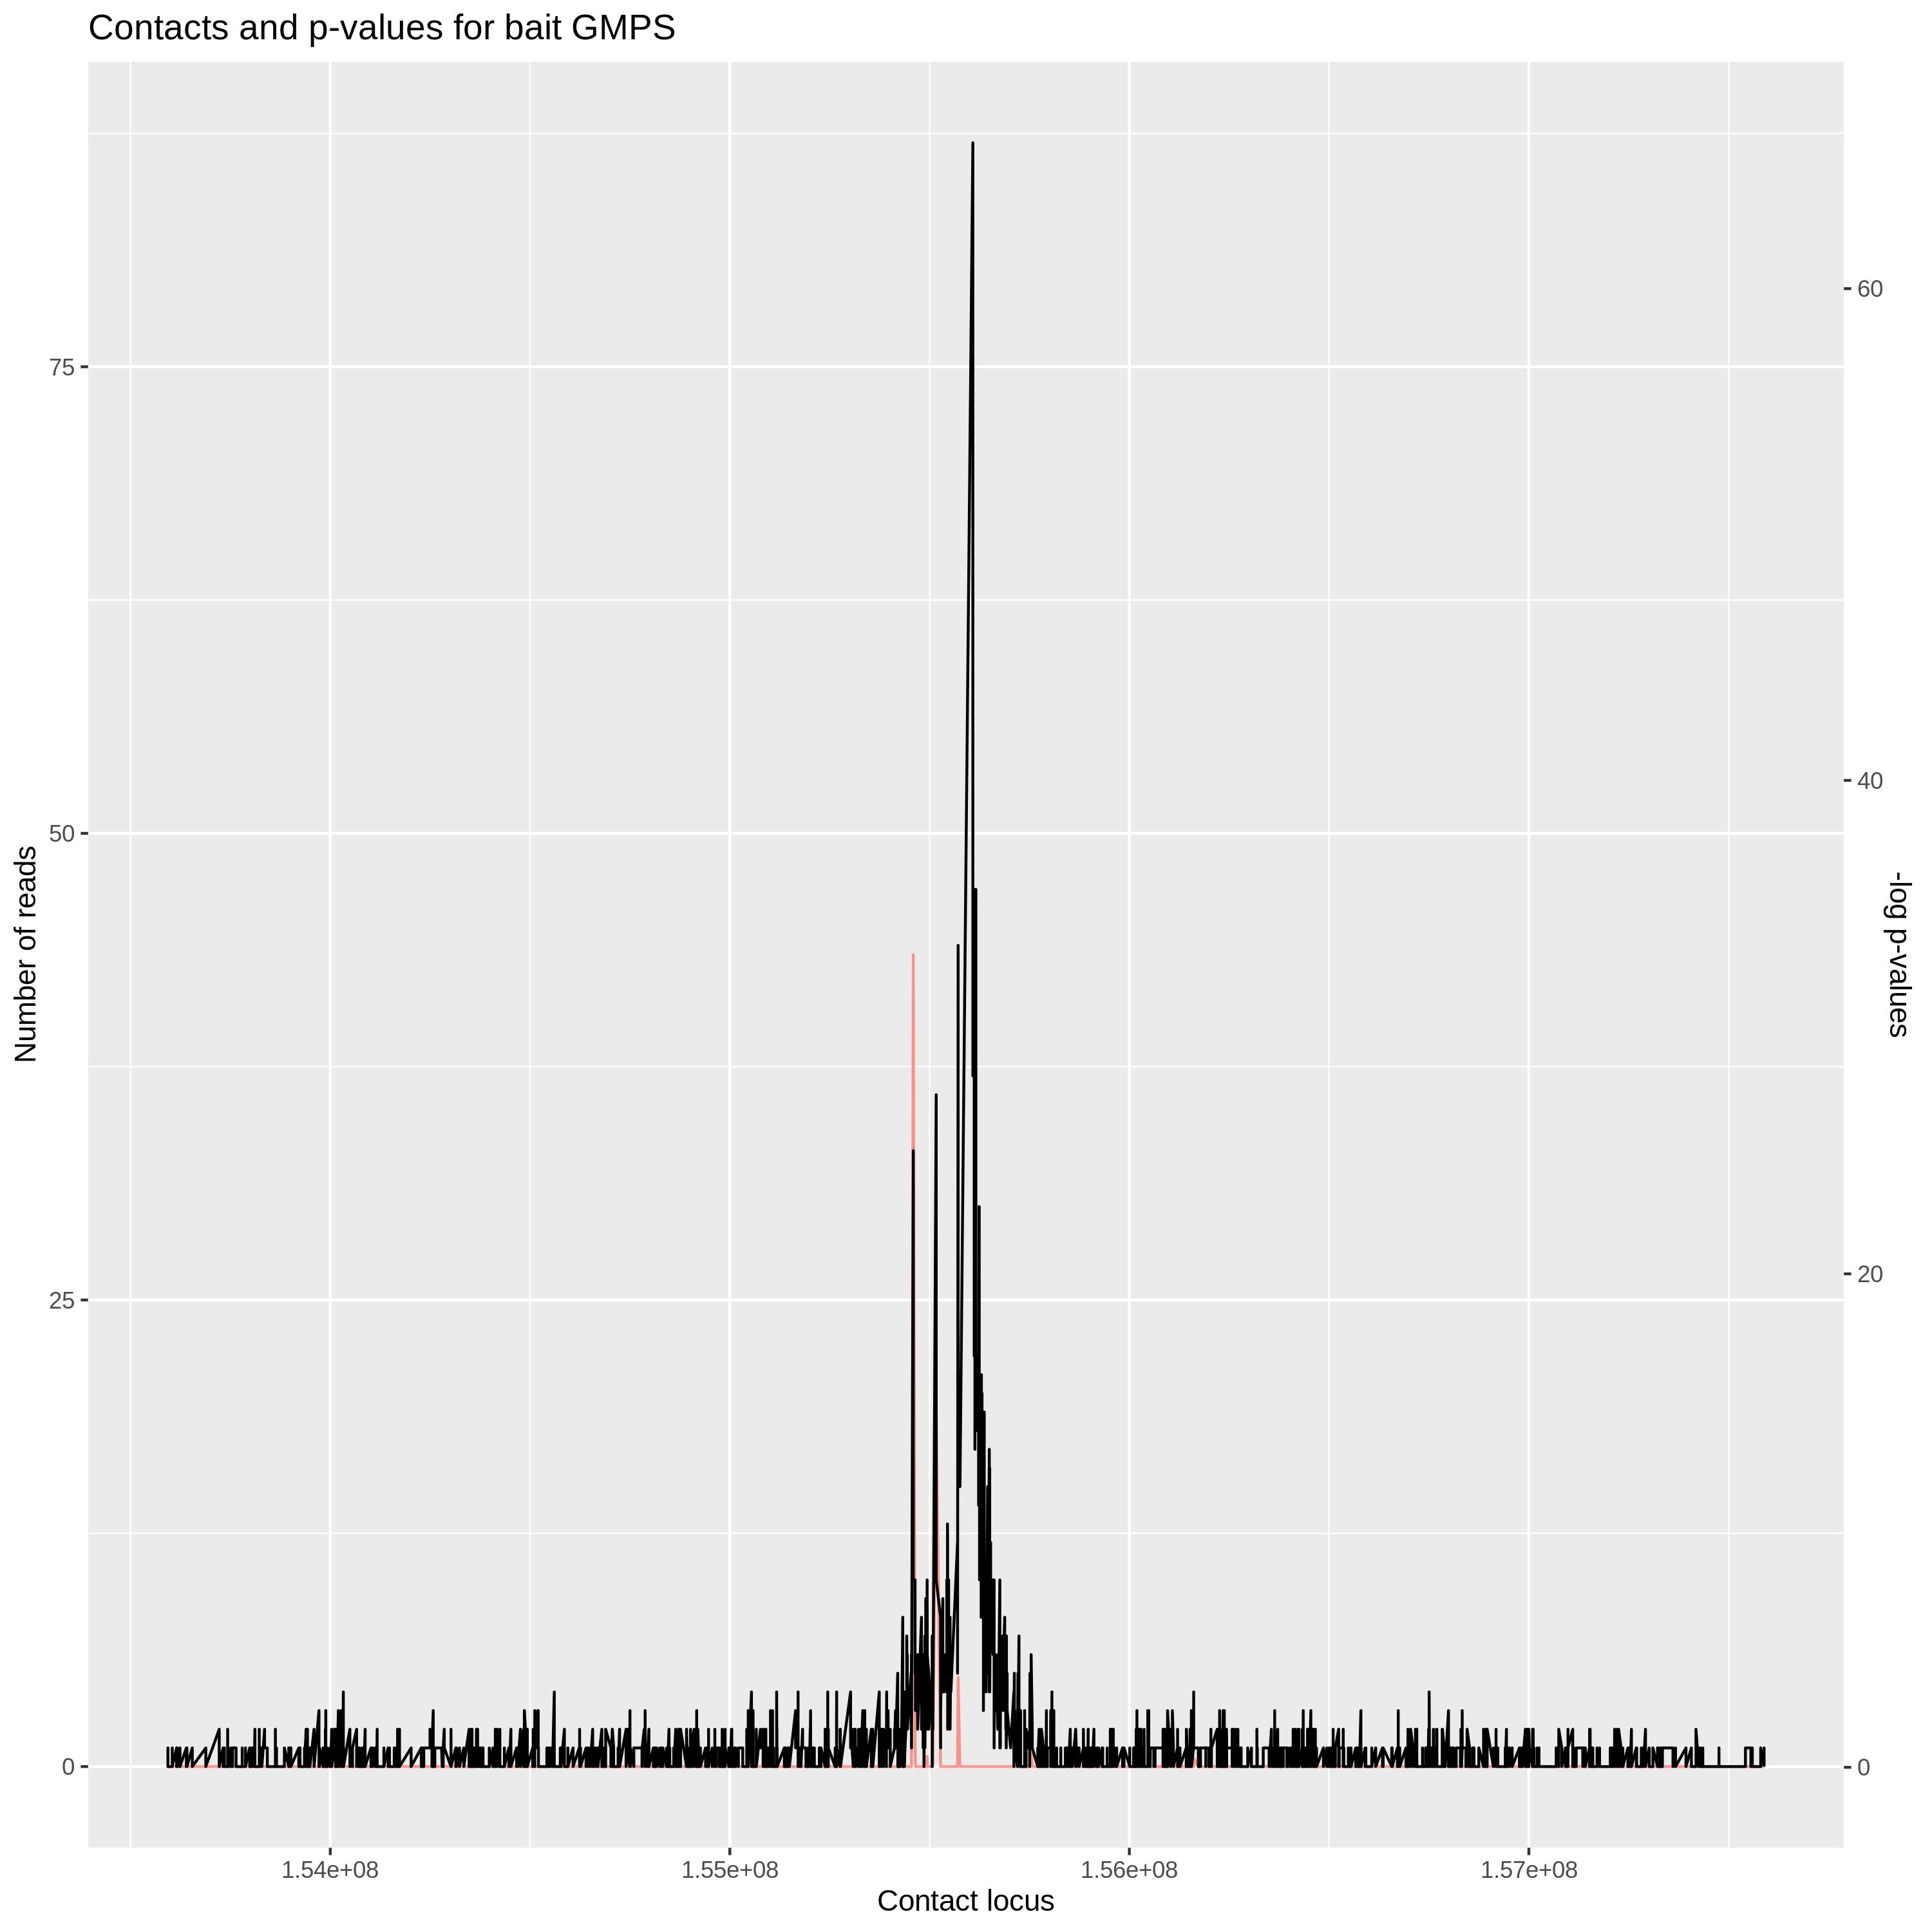 Contacts and p-values for bait GMPS
75
50
25
0
Number of reads
60
40
20
0
-log p-values
1.54e+08 1.55e+08 1.56e+08 1.57e+08
Contact locus